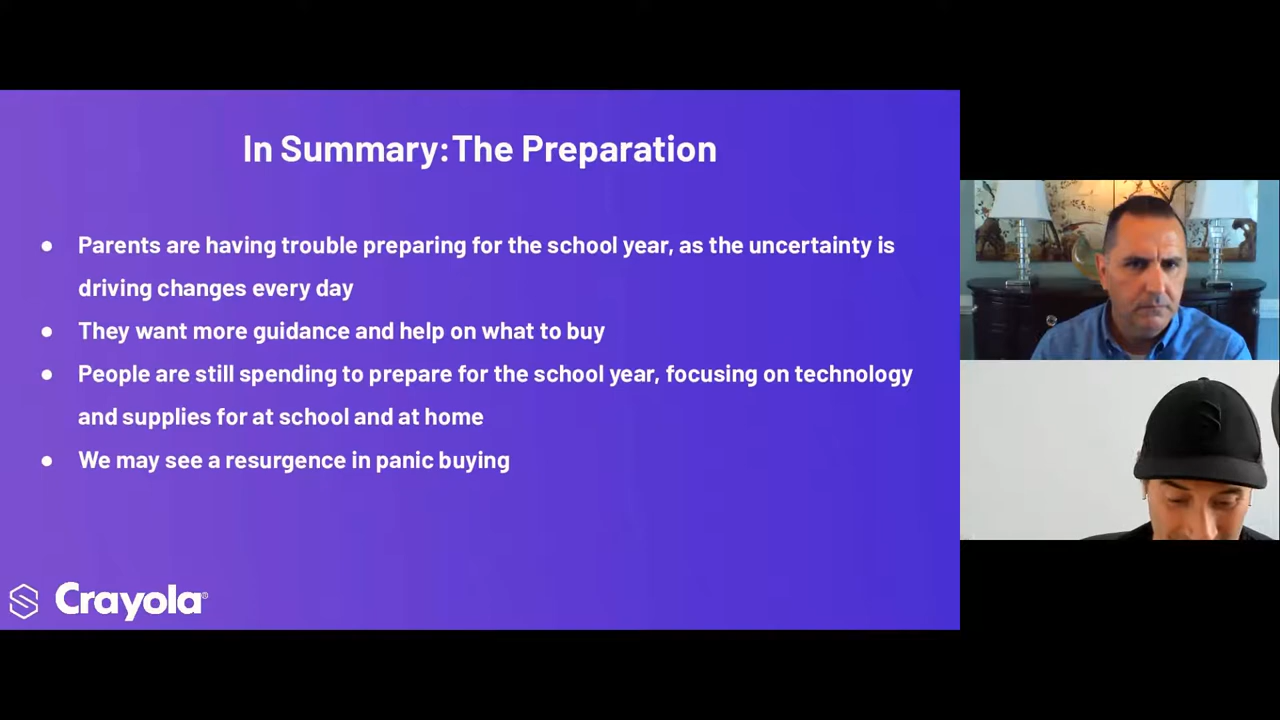 In Summary:The Preparation
● Parents are having trouble preparing for the school year, as the uncertainty is
driving changes every day
● They want more guidance and help on what to buy
● People are still spending to prepare for the school year, focusing on technology
and supplies for at school and at home
● We may see a resurgence in panic buying
Crayola®